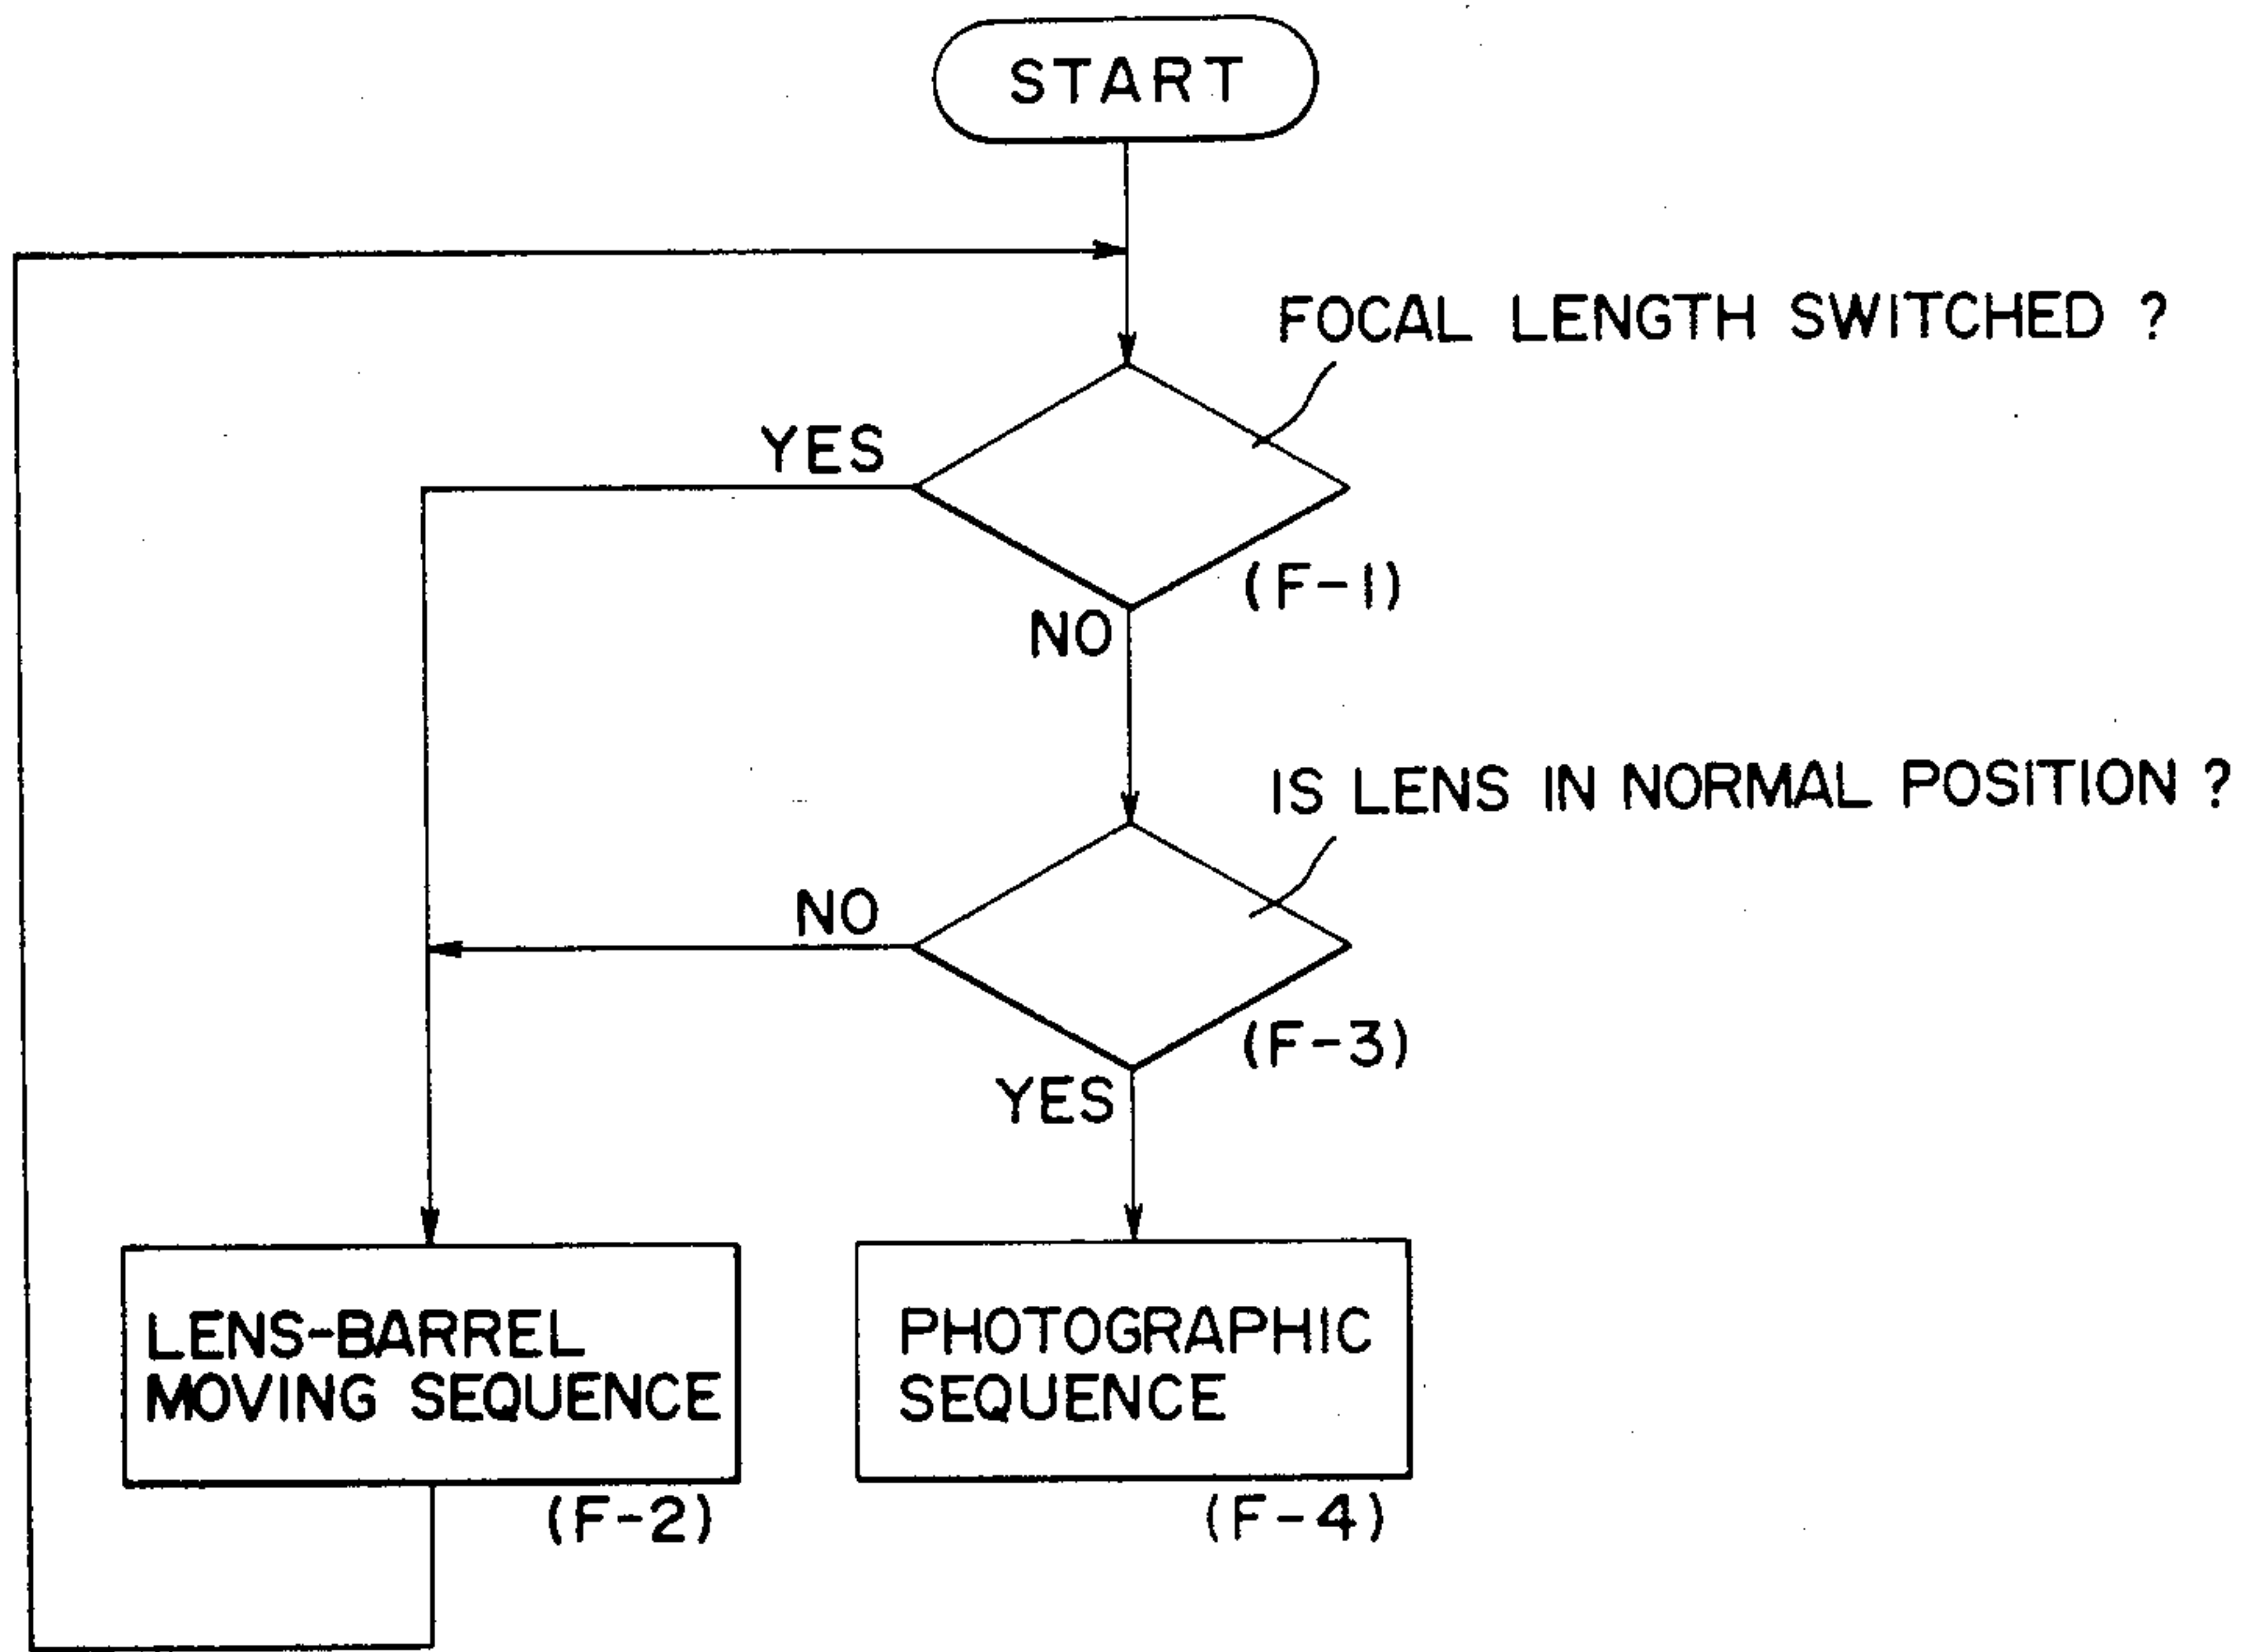 START
FOCAL LENGTH SWITCHED ?
YES
(F-1)
NO
IS LENS IN NORMAL POSITION ?
NO
(F-3)
YES
LENS-BARREL
MOVING SEQUENCE
PHOTOGRAPHIC
SEQUENCE
(F-2)
(F-4)